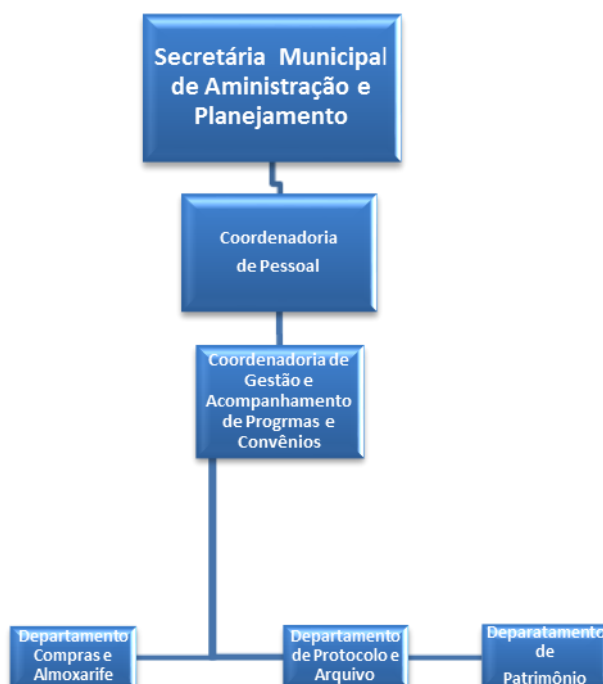 Secretária Municipal
de Aministração e
Planejamento
Coordenadoria
de Pessoal
Coordenadoria de
Gestão e
Acompanhamento
de Progrmas e
Convênios
Departamento
Compras e
Almoxarife
Departamento
de Protocolo e
Arquivo
Deparatamento
de
Patrimônio